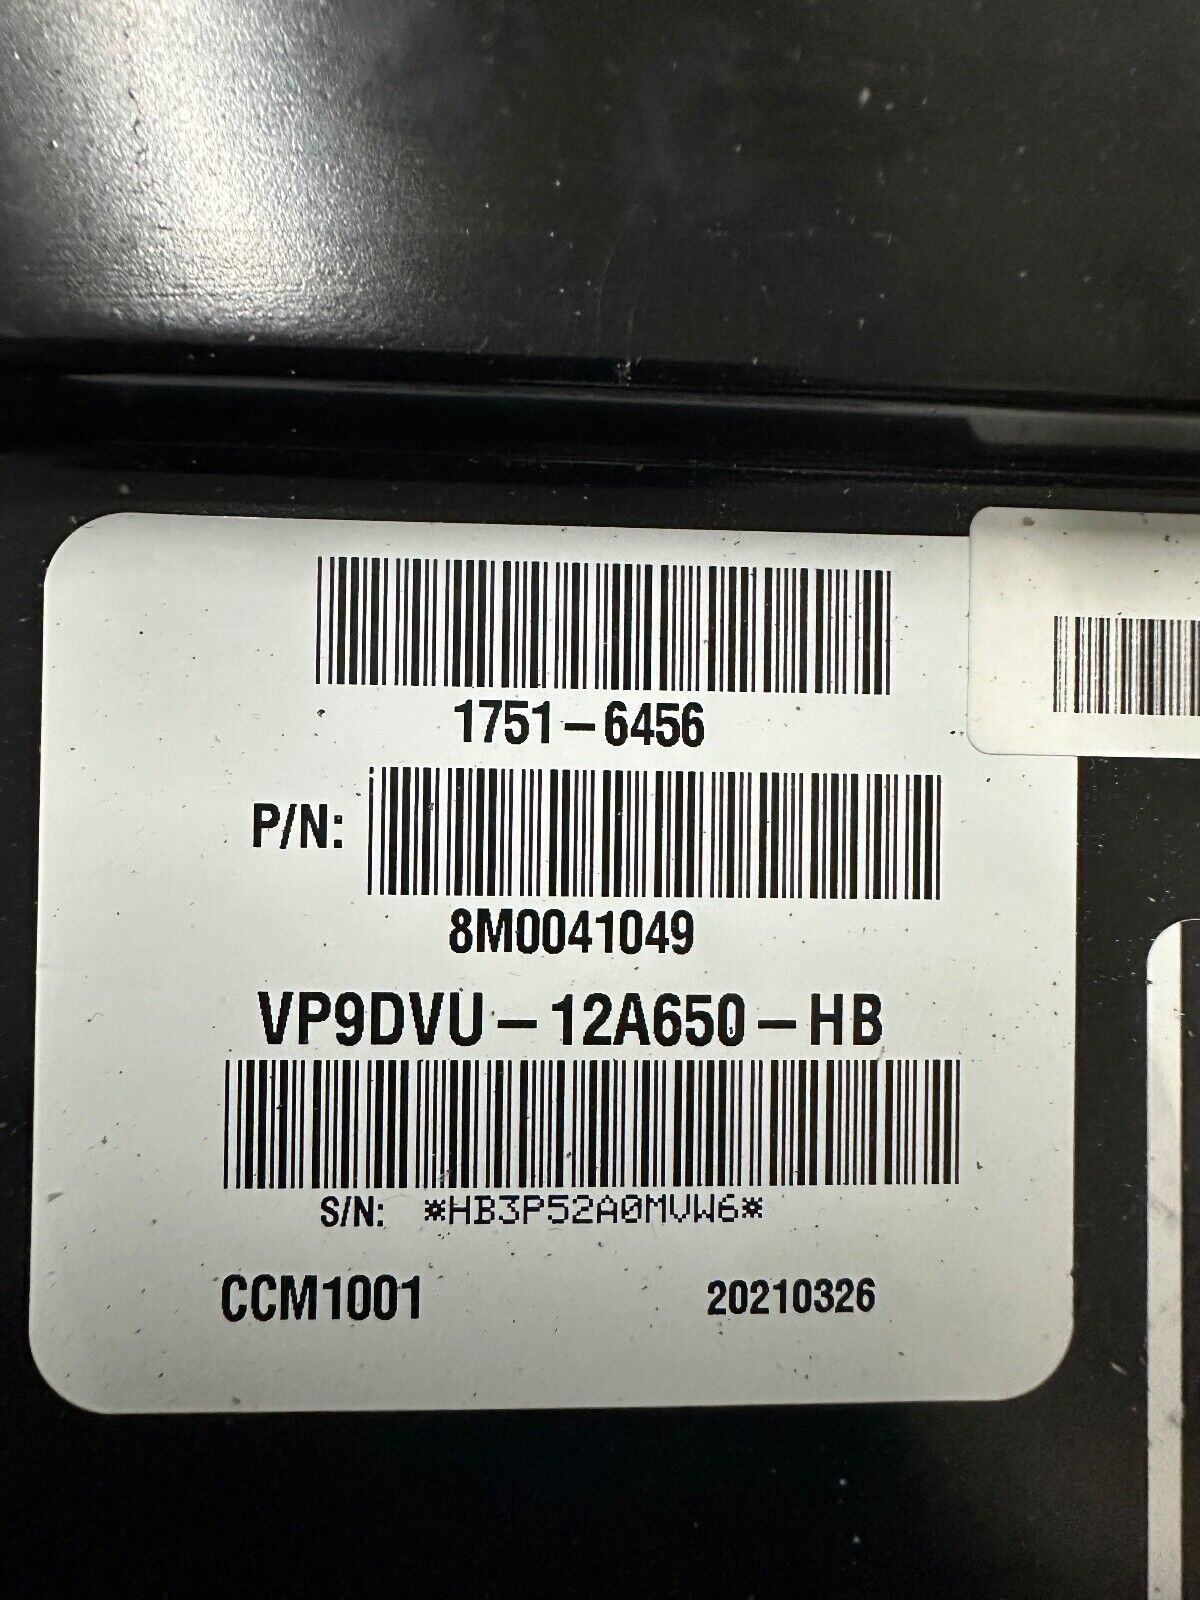 1751-6456
P/N:
8M0041049
VP9DVU-12A650-HB
S/N: *HB3P52A0MVW6*
CCM1001 20210326